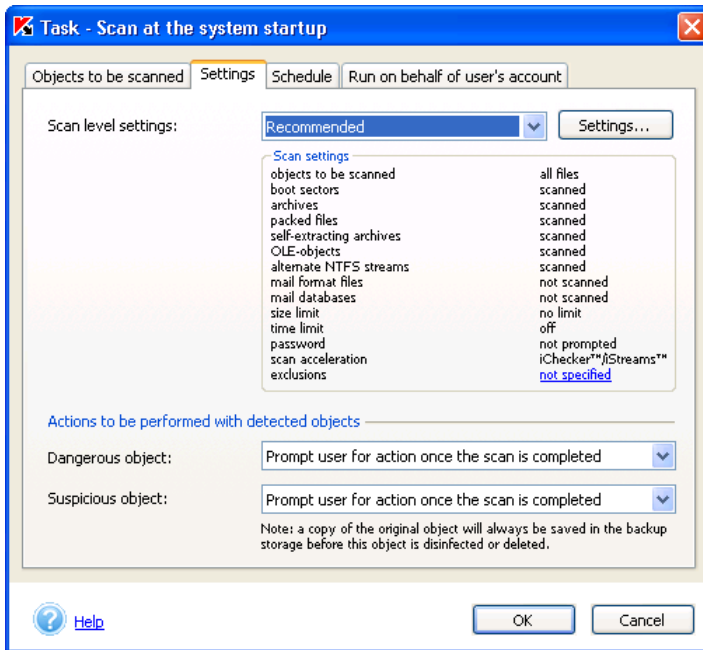 Task - Scan at the system startup
Objects to be scanned Settings Schedule Run on behalf of user's account
Scan level settings: Recommended Settings...
Scan settings
objects to be scanned all files
boot sectors scanned
archives scanned
packed files scanned
self-extracting archives scanned
OLE-objects scanned
alternate NTFS streams scanned
mail format files not scanned
mail databases not scanned
size limit no limit
time limit off
password not prompted
scan acceleration iChecker™/iStreams™
exclusions not specified
Actions to be performed with detected objects
Dangerous object: Prompt user for action once the scan is completed
Suspicious object: Prompt user for action once the scan is completed
Note: a copy of the original object will always be saved in the backup
storage before this object is disinfected or deleted.
Help OK Cancel